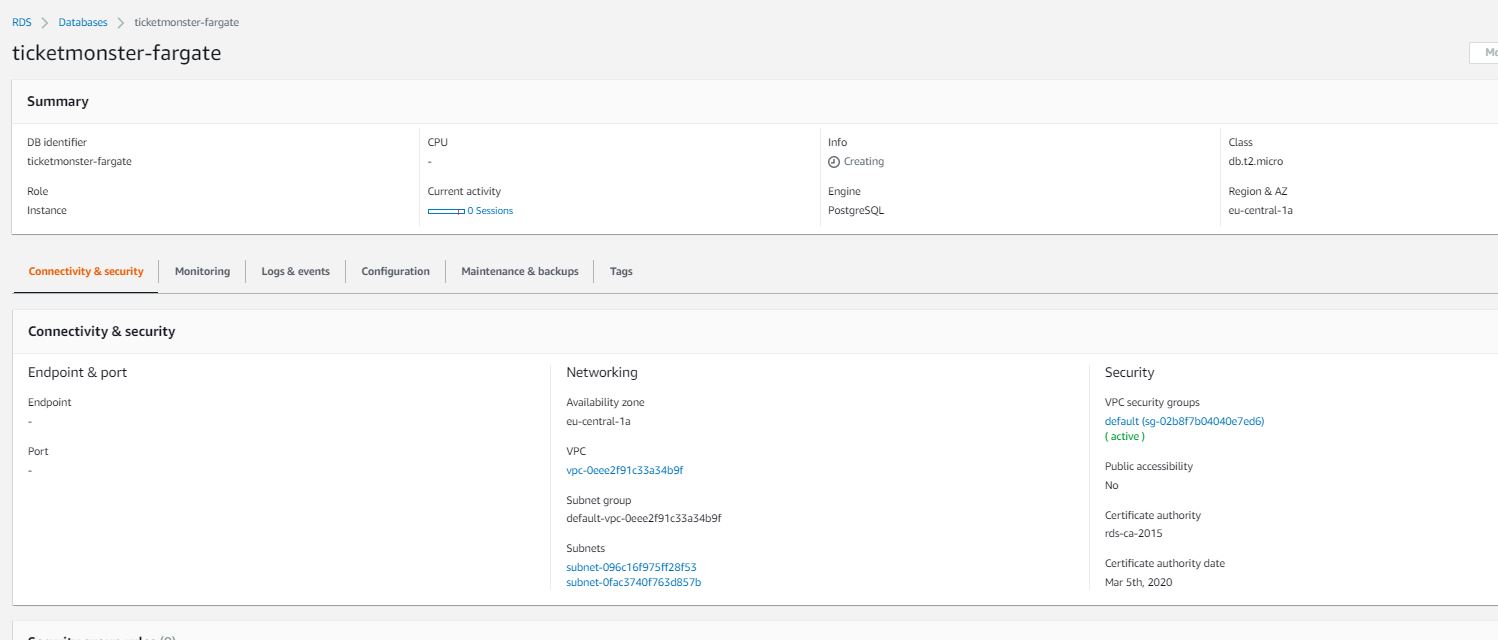 RDS > Databases > ticketmonster-fargate
ticketmonster-fargate
Summary
DB identifier
ticketmonster-fargate
CPU
-
Info
Creating
Class
db.t2.micro
Role
Instance
Current activity
0 Sessions
Engine
PostgreSQL
Region & AZ
eu-central-1a
Connectivity & security
Monitoring
Logs & events
Configuration
Maintenance & backups
Tags
Connectivity & security
Endpoint & port
Endpoint
-
Port
-
Networking
Availability zone
eu-central-1a
VPC
vpc-0eee2f91c33a34b9f
Subnet group
default-vpc-0eee2f91c33a34b9f
Subnets
subnet-096c16f975ff28f53
subnet-0fac3740f763d857b
Security
VPC security groups
default (sg-02b8f7b04040e7ed6)
( active )
Public accessibility
No
Certificate authority
rds-ca-2015
Certificate authority date
Mar 5th, 2020